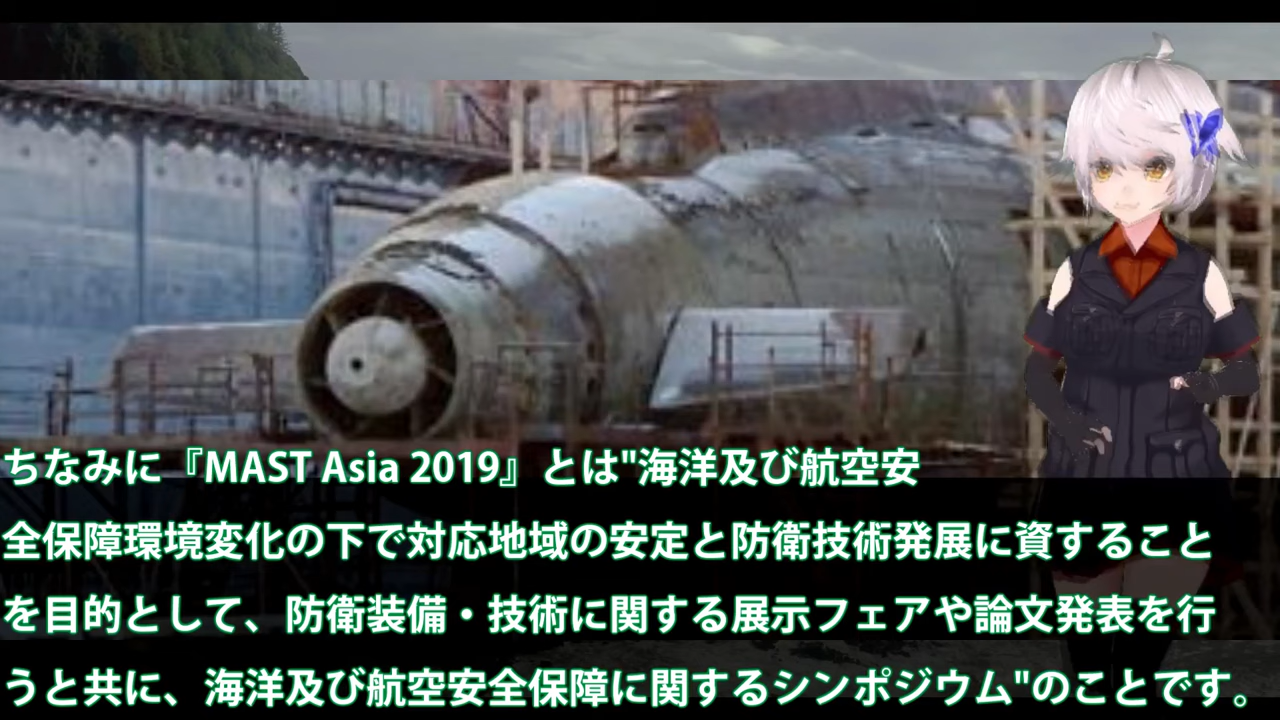 ちなみに『MAST Asia 2019』とは"海洋及び航空安
全保障環境変化の下で対応地域の安定と防衛技術発展に資すること
を目的として、防衛装備・技術に関する展示フェアや論文発表を行
うと共に、海洋及び航空安全保障に関するシンポジウム"のことです。